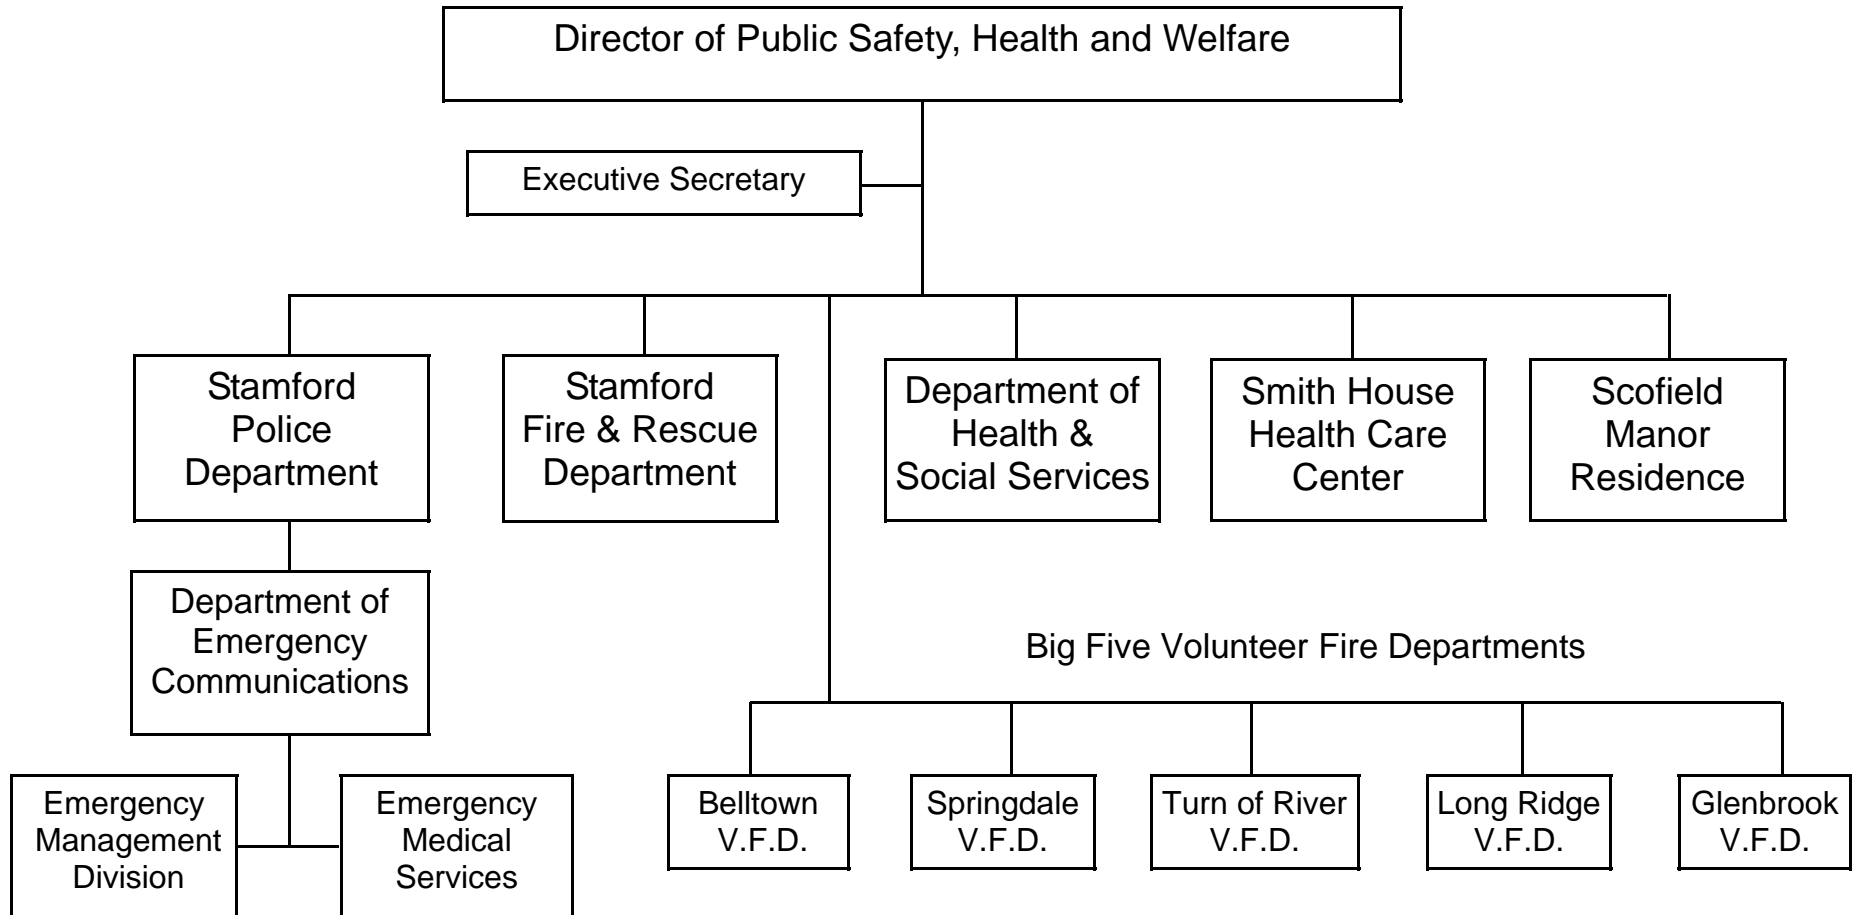 Director of Public Safety, Health and Welfare
Executive Secretary
Stamford
Police
Department
Stamford
Fire & Rescue
Department
Department of
Health &
Social Services
Smith House
Health Care
Center
Scofield
Manor
Residence
Department of
Emergency
Communications
Big Five Volunteer Fire Departments
Emergency
Management
Division
Emergency
Medical
Services
Belltown
V.F.D.
Springdale
V.F.D.
Turn of River
V.F.D.
Long Ridge
V.F.D.
Glenbrook
V.F.D.